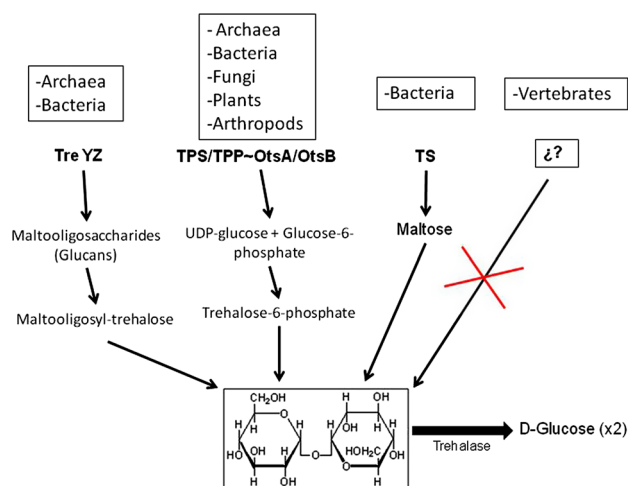 -Archaea
-Bacteria
Tre YZ
Maltooligosaccharides
(Glucans)
Maltooligosyl-trehalose
- Archaea
-Bacteria
-Fungi
-Plants
-Arthropods
TPS/TPP~OtsA/OtsB
UDP-glucose + Glucose-6-
phosphate
Trehalose-6-phosphate
-Bacteria
TS
Maltose
-Vertebrates
¿?
CH2OH
H
O
H
H
OH
H
OH
H
OH
O
H
H
OH
H
OH
H
HOH2C
OH
O
H
Trehalase
D-Glucose (x2)